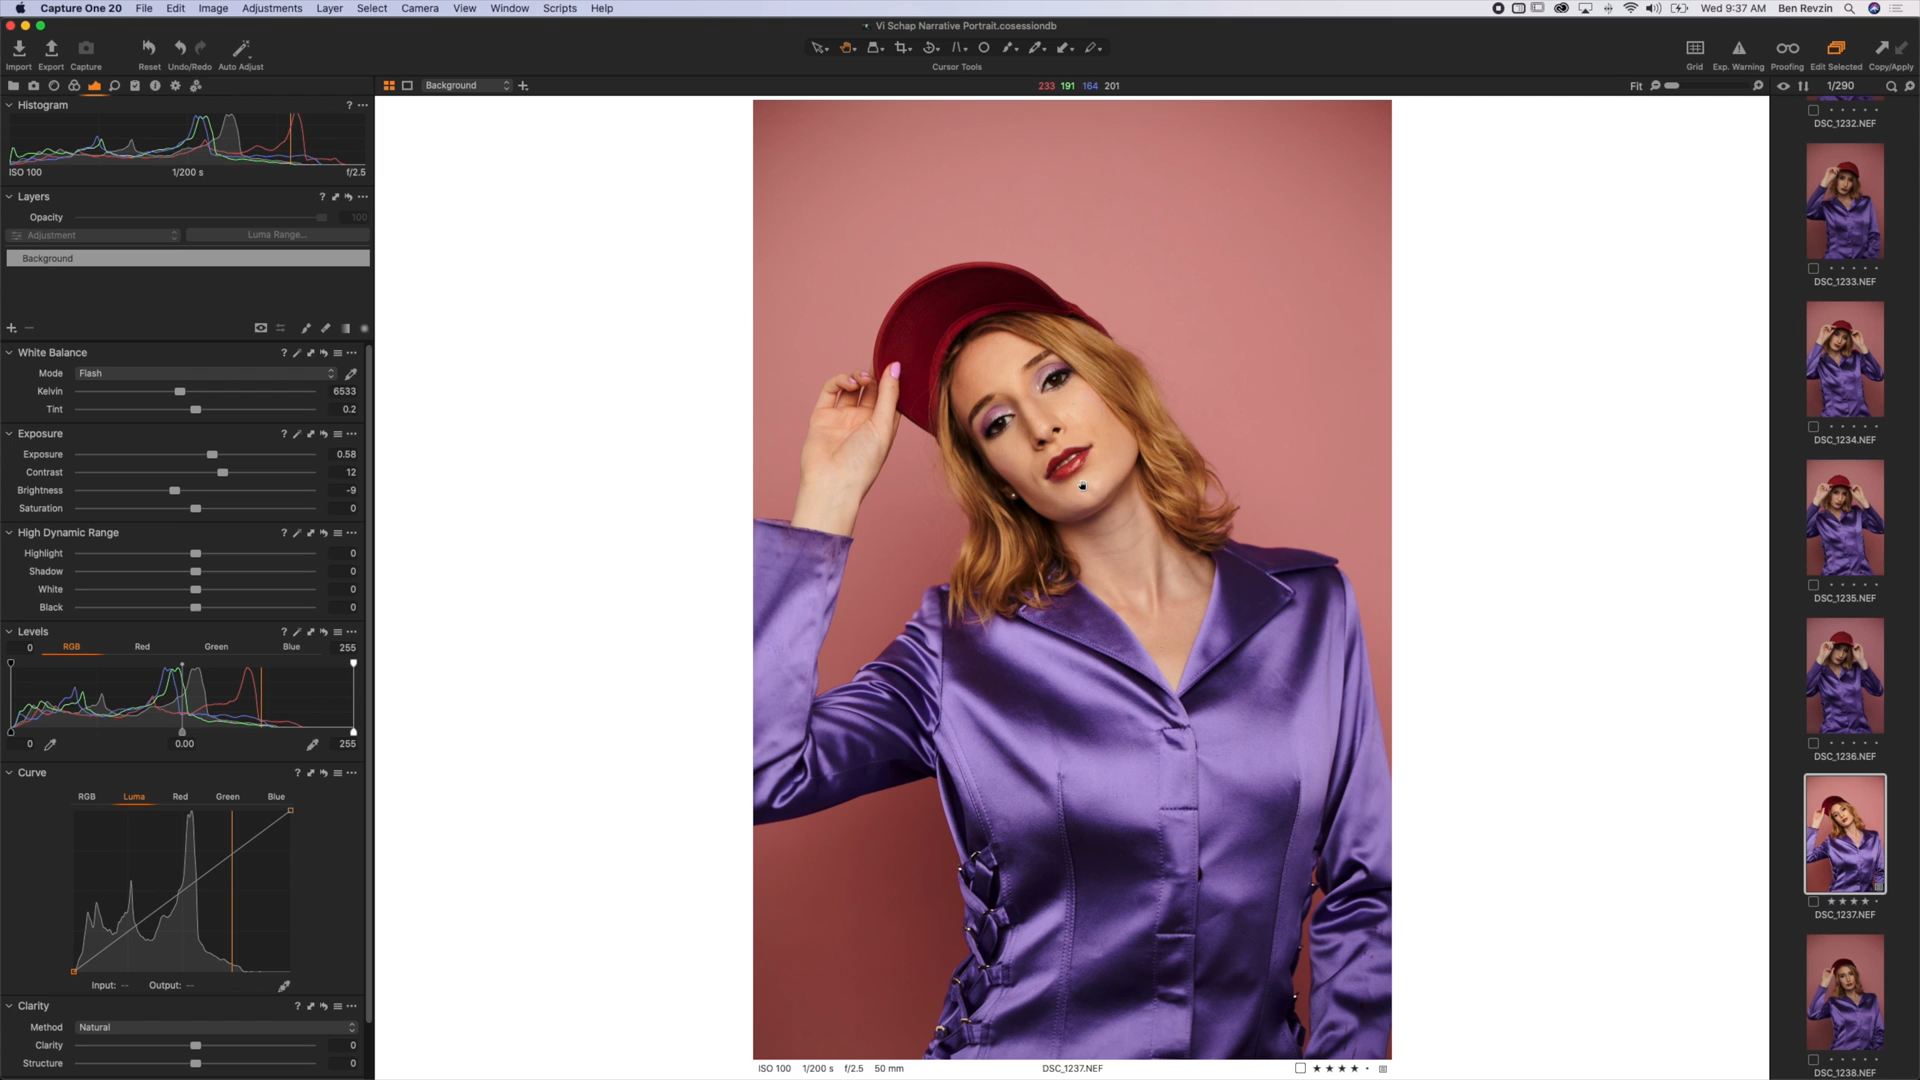 Capture One 20 File Edit Image Adjustments Layer Select Camera View Window Scripts Help Wed 9:37 AM Ben Revzin
Vi Schap Narrative Portrait.cosessiondb
Import Export Capture Reset Undo/Redo Auto Adjust Cursor Tools Grid Exp. Warning Proofing Edit Selected Copy/Apply
Background 233 191 164 201 Fit 1/290
Histogram ?
ISO 100 1/200 s f/2.5
Layers ?
Opacity 100
Adjustment Luma Range...
Background
White Balance ?
Mode Flash
Kelvin 6533
Tint 0.2
Exposure ?
Exposure 0.58
Contrast 12
Brightness -9
Saturation 0
High Dynamic Range ?
Highlight 0
Shadow 0
White 0
Black 0
Levels ?
0 RGB Red Green Blue 255
0 0.00 255
Curve ?
RGB Luma Red Green Blue
Input: -- Output: --
Clarity ?
Method Natural
Clarity 0
Structure 0
ISO 100 1/200 s f/2.5 50 mm DSC_1237.NEF
DSC_1232.NEF
DSC_1233.NEF
DSC_1234.NEF
DSC_1235.NEF
DSC_1236.NEF
DSC_1237.NEF
DSC_1238.NEF